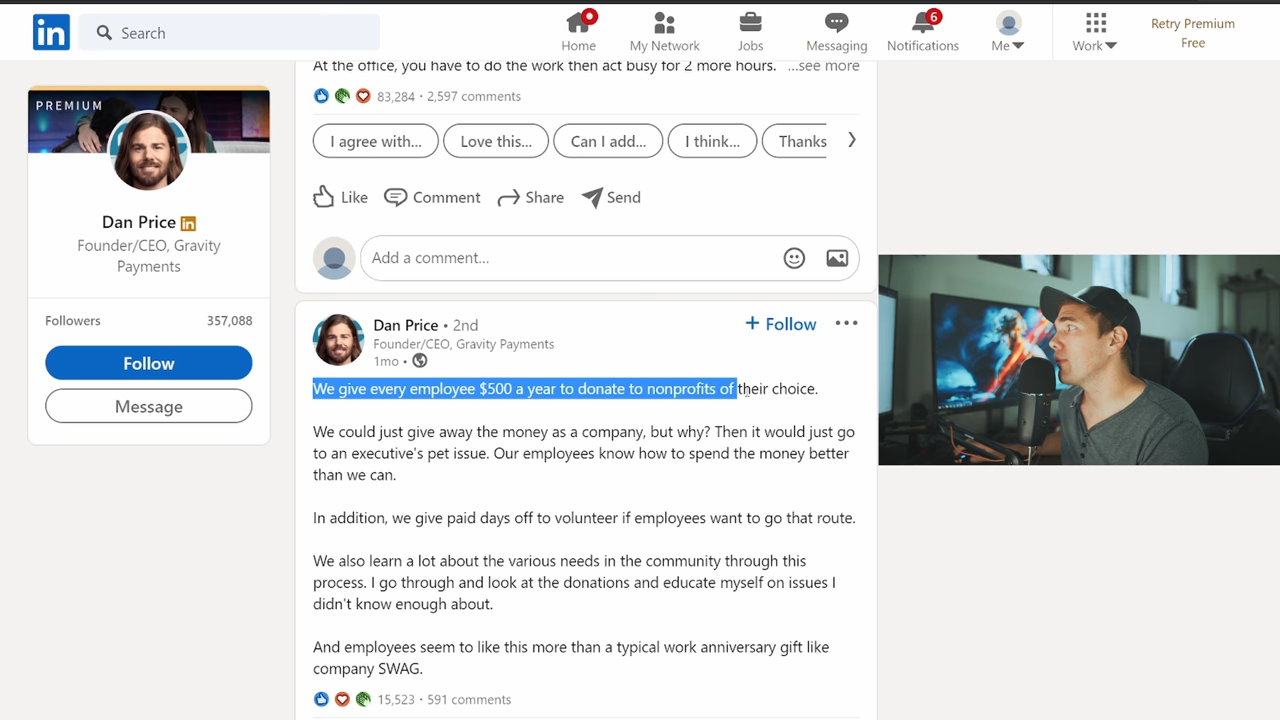 in
Search
Home
My Network
Jobs
Messaging
6
Notifications
Me
Work
Retry Premium
Free
PREMIUM
Dan Price in
Founder/CEO, Gravity
Payments
Followers 357,088
Follow
Message
At the office, you have to do the work then act busy for 2 more hours. ...see more
83,284 · 2,597 comments
I agree with...
Love this...
Can I add...
I think...
Thanks
Like
Comment
Share
Send
Add a comment...
Dan Price • 2nd
+ Follow
Founder/CEO, Gravity Payments
1mo •
We give every employee $500 a year to donate to nonprofits of their choice.
We could just give away the money as a company, but why? Then it would just go
to an executive's pet issue. Our employees know how to spend the money better
than we can.
In addition, we give paid days off to volunteer if employees want to go that route.
We also learn a lot about the various needs in the community through this
process. I go through and look at the donations and educate myself on issues I
didn't know enough about.
And employees seem to like this more than a typical work anniversary gift like
company SWAG.
15,523 · 591 comments